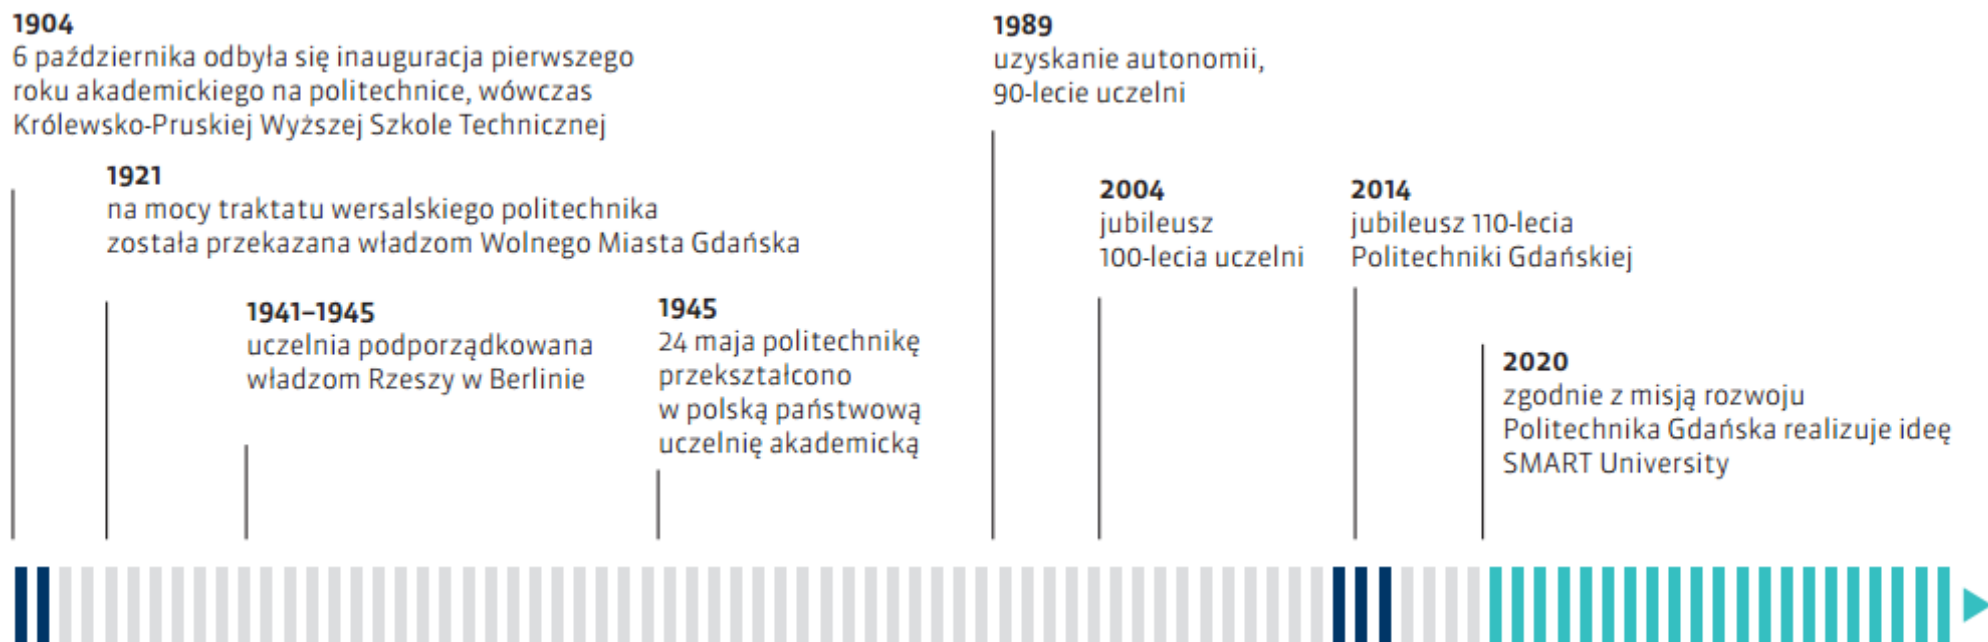 1904
6 października odbyła się inauguracja pierwszego
roku akademickiego na politechnice, wówczas
Królewsko-Pruskiej Wyższej Szkole Technicznej
1921
na mocy traktatu wersalskiego politechnika
została przekazana władzom Wolnego Miasta Gdańska
1941–1945
uczelnia podporządkowana
władzom Rzeszy w Berlinie
1945
24 maja politechnikę
przekształcono
w polską państwową
uczelnię akademicką
1989
uzyskanie autonomii,
90-lecie uczelni
2004
jubileusz
100-lecia uczelni
2014
jubileusz 110-lecia
Politechniki Gdańskiej
2020
zgodnie z misją rozwoju
Politechnika Gdańska realizuje ideę
SMART University